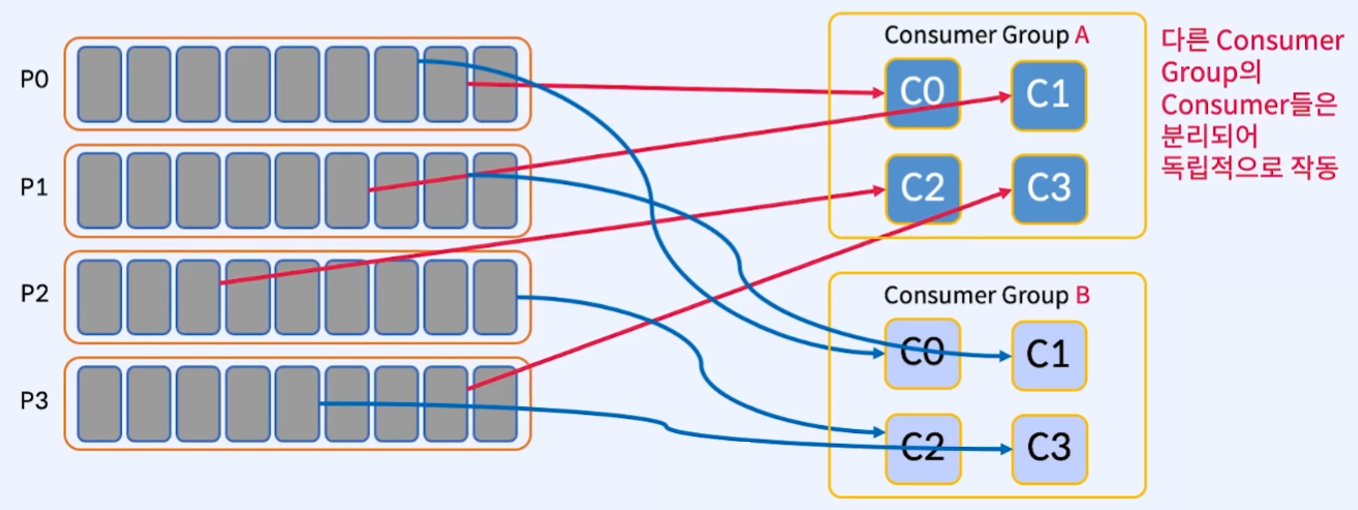 P0
P1
P2
P3
Consumer Group A
C0
C1
C2
C3
Consumer Group B
C0
C1
C2
C3
다른 Consumer
Group의
Consumer들은
분리되어
독립적으로 작동